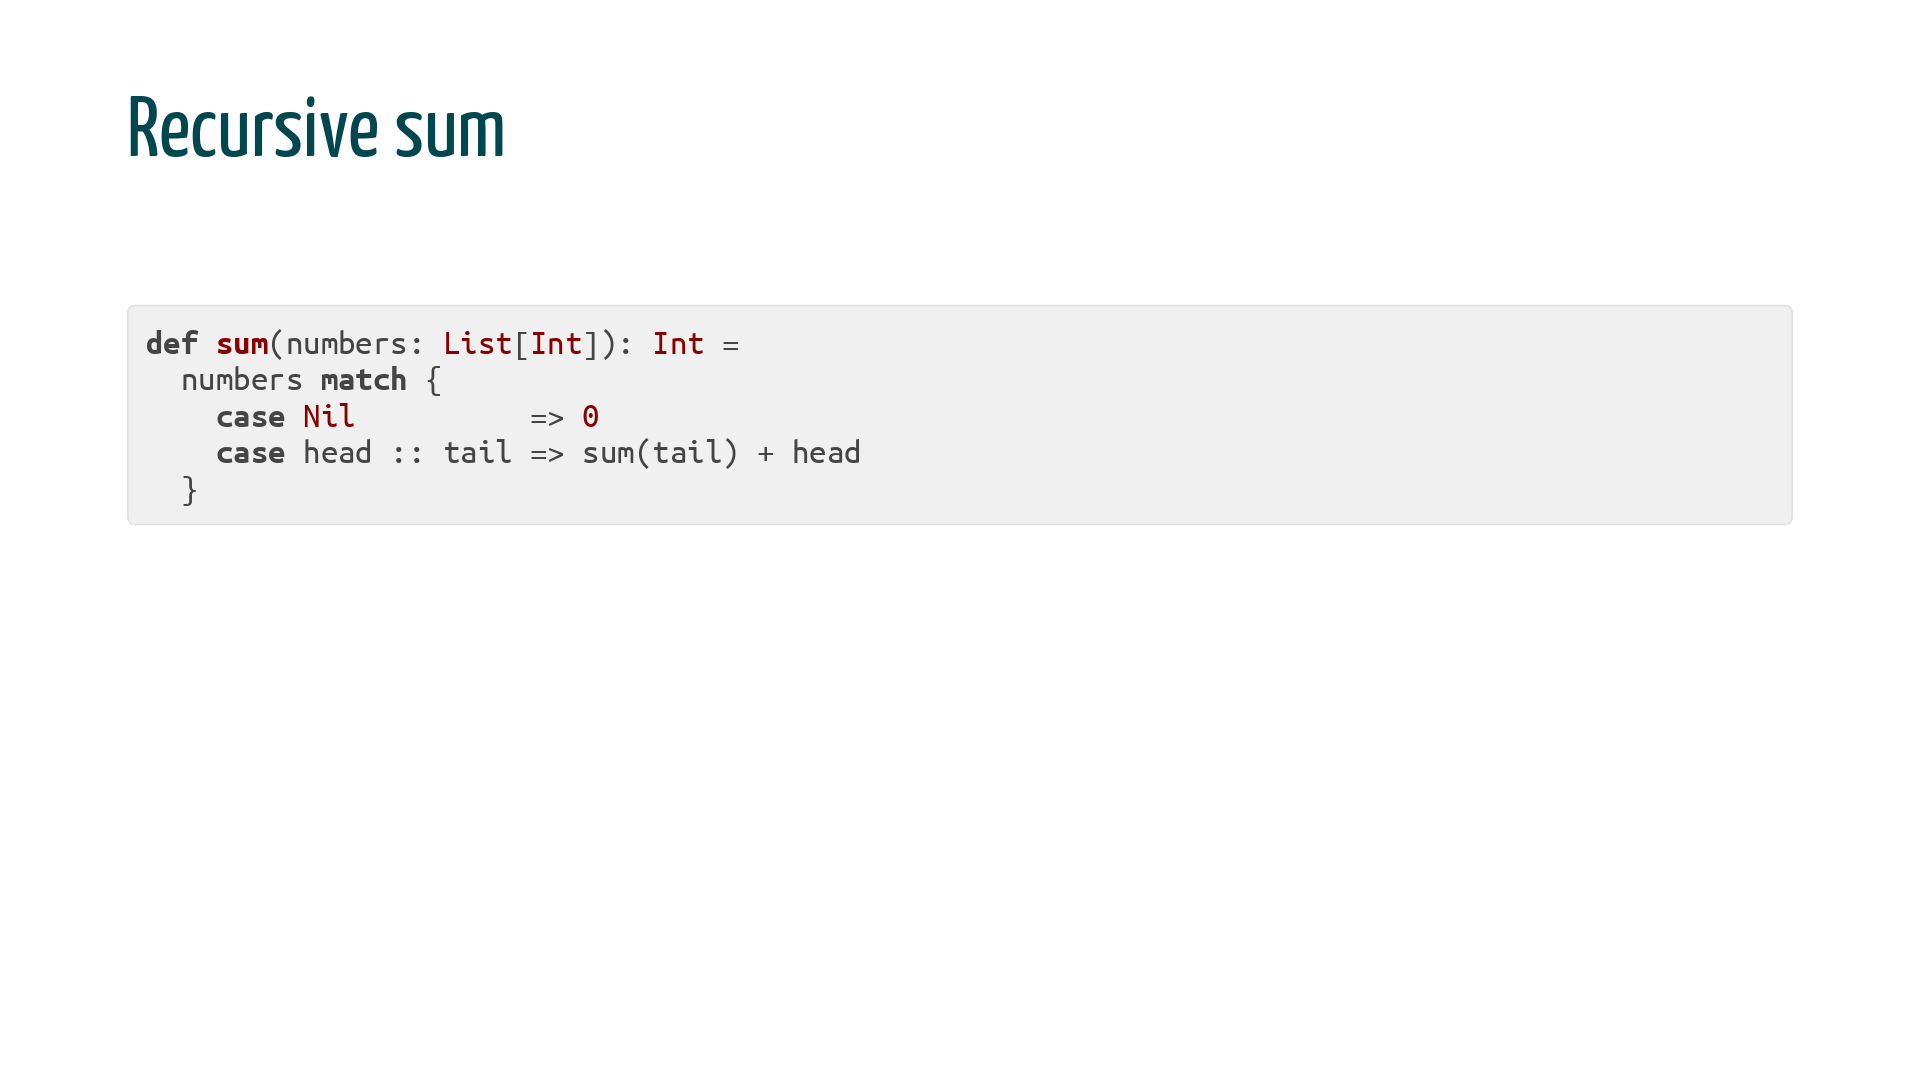 Recursive sum
def sum(numbers: List[Int]): Int =
  numbers match {
    case Nil          => 0
    case head :: tail => sum(tail) + head
  }